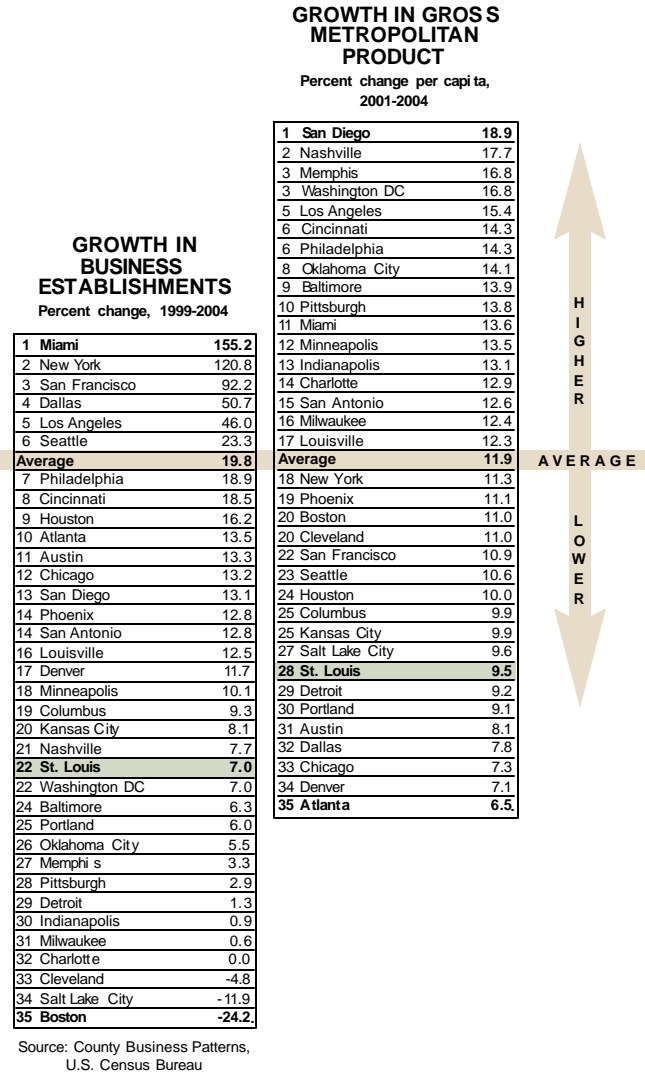 GROWTH IN GROSS
METROPOLITAN
PRODUCT
Percent change per capita,
2001-2004
1 San Diego 18.9
2 Nashville 17.7
3 Memphis 16.8
3 Washington DC 16.8
5 Los Angeles 15.4
6 Cincinnati 14.3
6 Philadelphia 14.3
8 Oklahoma City 14.1
9 Baltimore 13.9
10 Pittsburgh 13.8
11 Miami 13.6
12 Minneapolis 13.5
13 Indianapolis 13.1
14 Charlotte 12.9
15 San Antonio 12.6
16 Milwaukee 12.4
17 Louisville 12.3
Average 11.9
18 New York 11.3
19 Phoenix 11.1
20 Boston 11.0
20 Cleveland 11.0
22 San Francisco 10.9
23 Seattle 10.6
24 Houston 10.0
25 Columbus 9.9
25 Kansas City 9.9
27 Salt Lake City 9.6
28 St. Louis 9.5
29 Detroit 9.2
30 Portland 9.1
31 Austin 8.1
32 Dallas 7.8
33 Chicago 7.3
34 Denver 7.1
35 Atlanta 6.5
GROWTH IN
BUSINESS
ESTABLISHMENTS
Percent change, 1999-2004
1 Miami 155.2
2 New York 120.8
3 San Francisco 92.2
4 Dallas 50.7
5 Los Angeles 46.0
6 Seattle 23.3
Average 19.8
7 Philadelphia 18.9
8 Cincinnati 18.5
9 Houston 16.2
10 Atlanta 13.5
11 Austin 13.3
12 Chicago 13.2
13 San Diego 13.1
14 Phoenix 12.8
14 San Antonio 12.8
16 Louisville 12.5
17 Denver 11.7
18 Minneapolis 10.1
19 Columbus 9.3
20 Kansas City 8.1
21 Nashville 7.7
22 St. Louis 7.0
22 Washington DC 7.0
24 Baltimore 6.3
25 Portland 6.0
26 Oklahoma City 5.5
27 Memphis 3.3
28 Pittsburgh 2.9
29 Detroit 1.3
30 Indianapolis 0.9
31 Milwaukee 0.6
32 Charlotte 0.0
33 Cleveland -4.8
34 Salt Lake City -11.9
35 Boston -24.2
Source: County Business Patterns,
U.S. Census Bureau
HIGHER
AVERAGE
LOWER